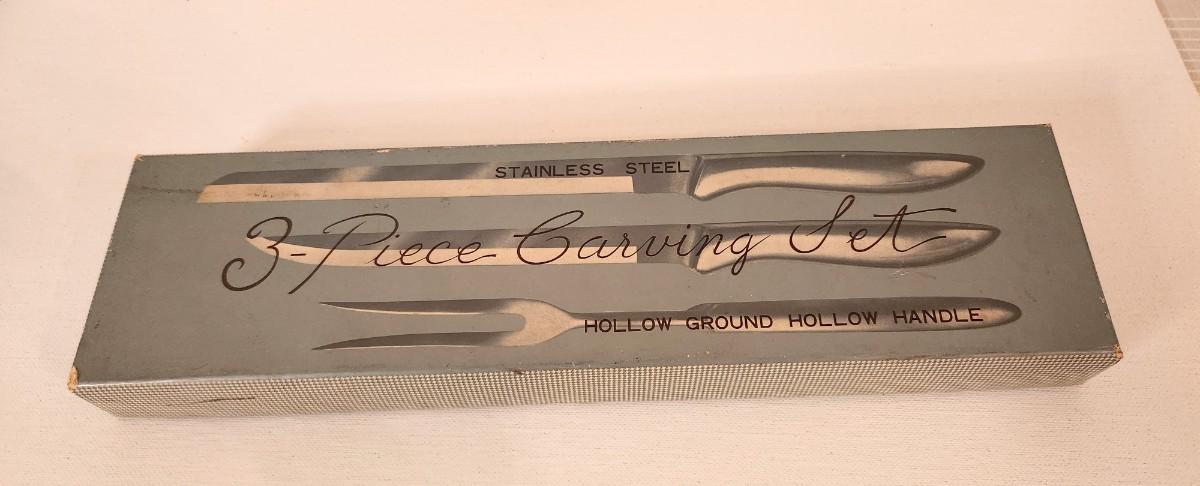 STAINLESS STEEL
3-Piece Carving Set
HOLLOW GROUND HOLLOW HANDLE